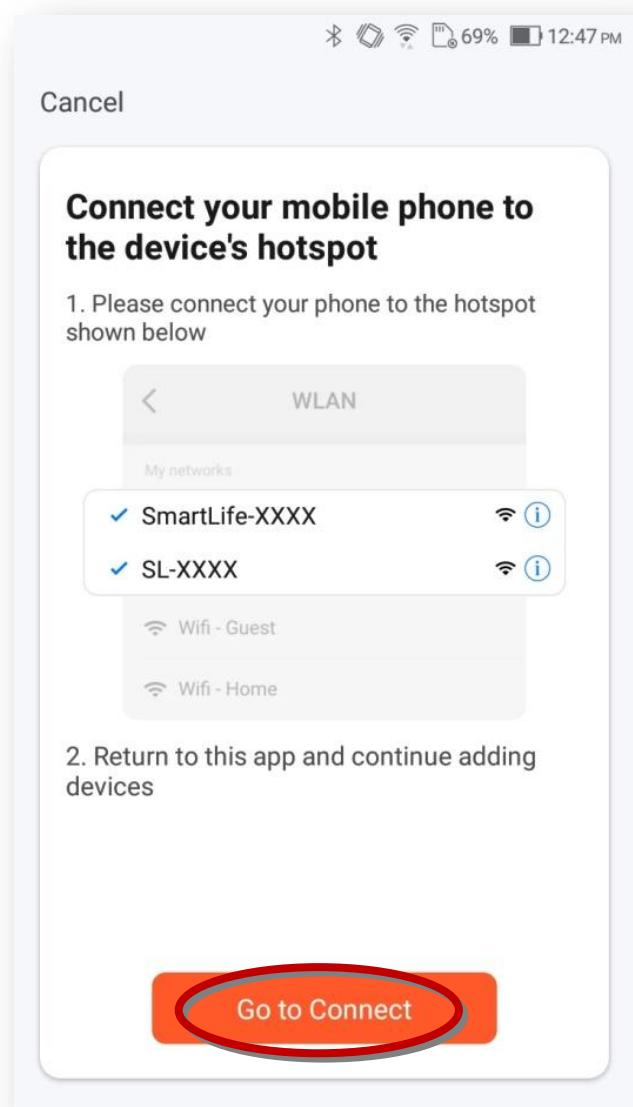 69% 12:47 PM
Cancel
Connect your mobile phone to
the device's hotspot
1. Please connect your phone to the hotspot
shown below
WLAN
My networks
SmartLife-XXXX
SL-XXXX
Wifi - Guest
Wifi - Home
2. Return to this app and continue adding
devices
Go to Connect